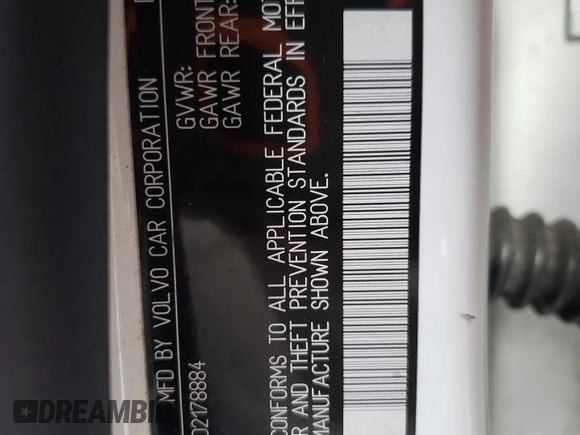 MFD BY VOLVO CAR CORPORATION
GVWR:
GAWR FRONT
GAWR REAR:
02178884
CONFORMS TO ALL APPLICABLE FEDERAL MOT
R AND THEFT PREVENTION STANDARDS IN EFF
MANUFACTURE SHOWN ABOVE.
DREAMBID